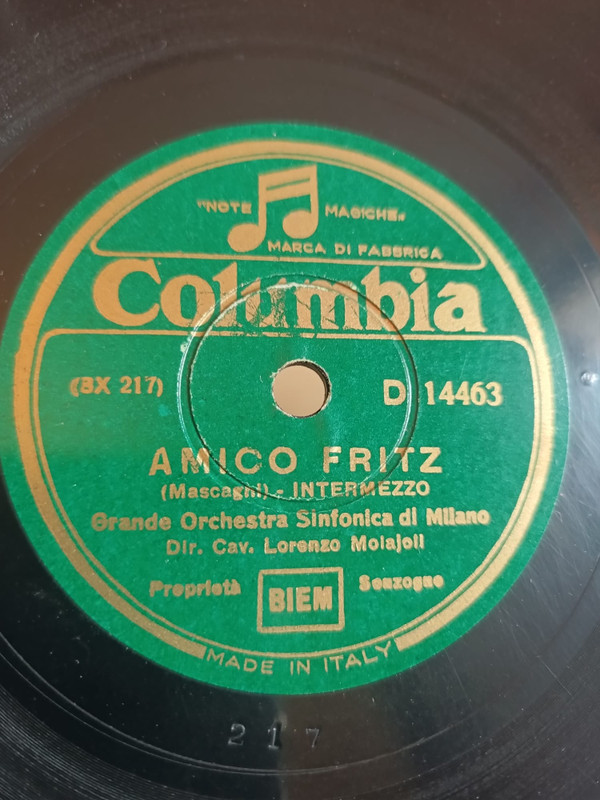 "NOTE MAGICHE"
MARCA DI FABBRICA
Columbia
(BX 217) D 14463
AMICO FRITZ
(Mascagni) - INTERMEZZO
Grande Orchestra Sinfonica di Milano
Dir. Cav. Lorenzo Molajoli
Proprietà BIEM Sonzogno
MADE IN ITALY
217